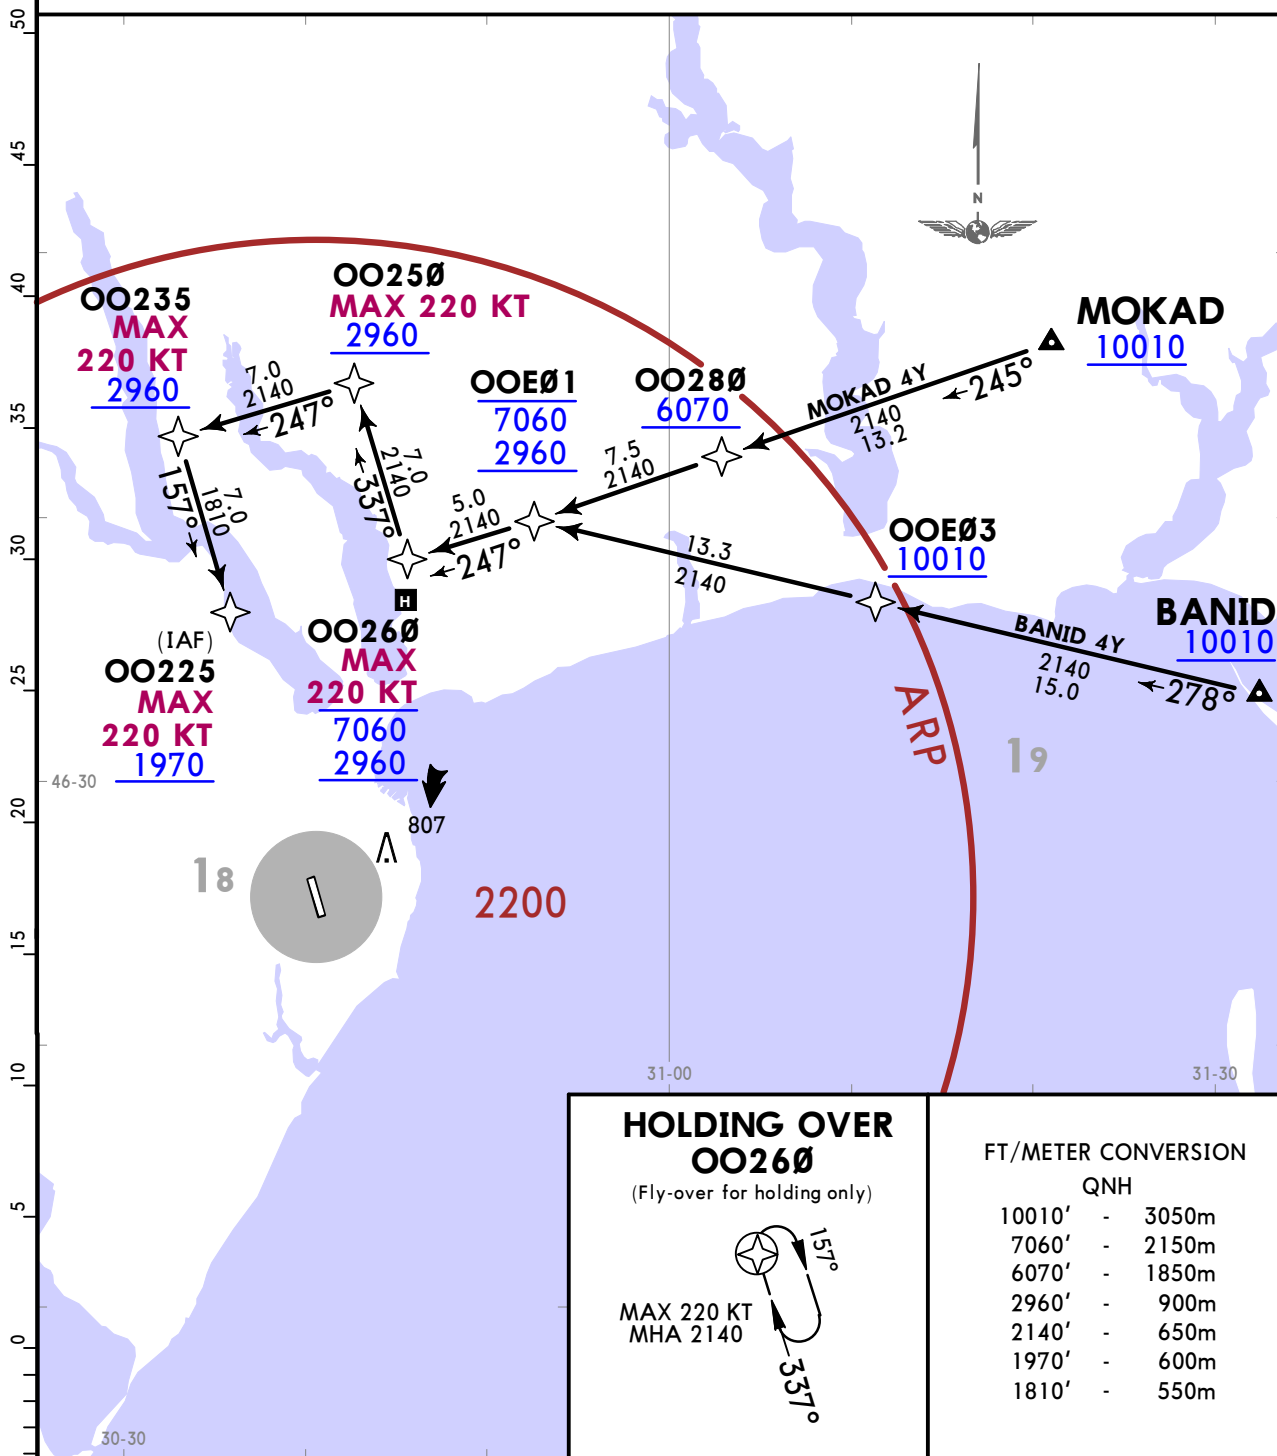 50
45
40
35
30
25
20
15
10
5
0
N
OO235
MAX
220 KT
2960
OO25Ø
MAX 220 KT
2960
MOKAD
10010
7.0
2140
←247°
OOEØ1
7060
2960
OO28Ø
6070
MOKAD 4Y
2140
13.2
←245°
157°→
7.0
1810
7.0
2140
←337°
7.5
2140
5.0
2140
←247°
13.3
2140
OOEØ3
10010
H
(IAF)
OO225
MAX
220 KT
1970
OO26Ø
MAX
220 KT
7060
2960
BANID
10010
BANID 4Y
2140
15.0
←278°
ARP
19
46-30
807
18
2200
31-00
31-30
30-30
HOLDING OVER
OO26Ø
(Fly-over for holding only)
157°
MAX 220 KT
MHA 2140
337°
FT/METER CONVERSION
QNH
10010' - 3050m
7060' - 2150m
6070' - 1850m
2960' - 900m
2140' - 650m
1970' - 600m
1810' - 550m